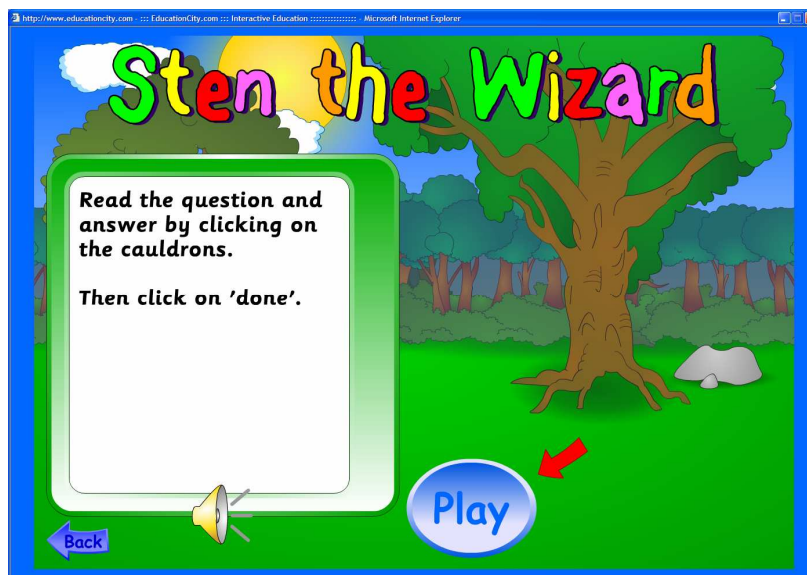 http://www.educationcity.com - ::: EducationCity.com ::: Interactive Education :::::::::::::::: - Microsoft Internet Explorer
Sten the Wizard
Read the question and
answer by clicking on
the cauldrons.
Then click on 'done'.
Play
Back